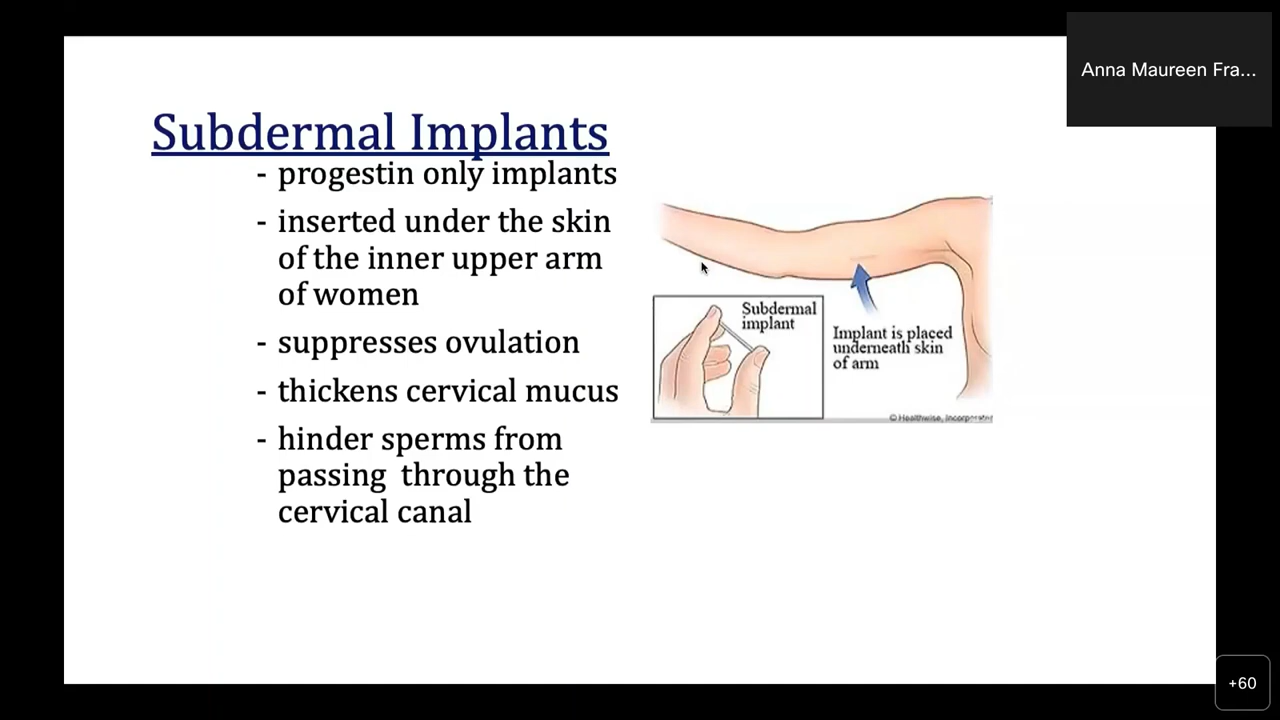 Anna Maureen Fra...
Subdermal Implants
- progestin only implants
- inserted under the skin
of the inner upper arm
of women
- suppresses ovulation
- thickens cervical mucus
- hinder sperms from
passing through the
cervical canal
Subdermal
implant
Implant is placed
underneath skin
of arm
© Healthwise, Incorporated
+60